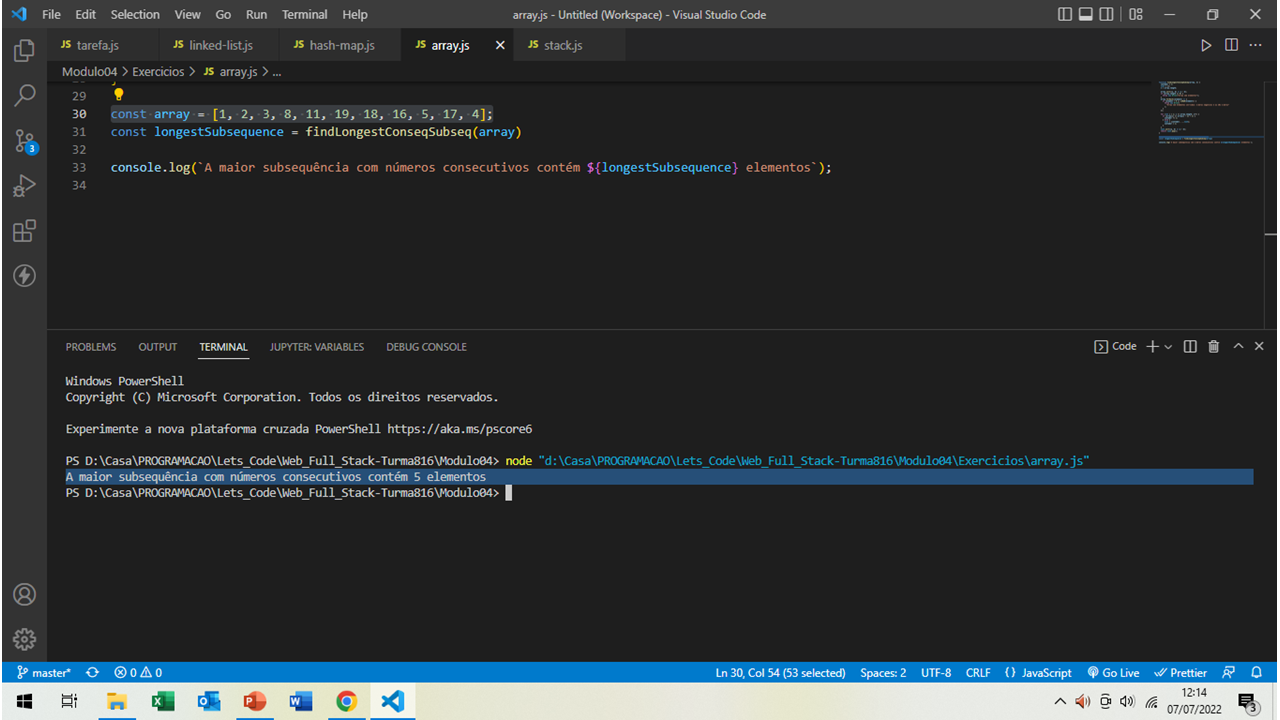 File Edit Selection View Go Run Terminal Help array.js - Untitled (Workspace) - Visual Studio Code
JS tarefa.js JS linked-list.js JS hash-map.js JS array.js JS stack.js
Modulo04 > Exercicios > JS array.js > ...
29
30 const array = [1, 2, 3, 8, 11, 19, 18, 16, 5, 17, 4];
31 const longestSubsequence = findLongestConseqSubseq(array)
32
33 console.log(`A maior subsequência com números consecutivos contém ${longestSubsequence} elementos`);
34
3
PROBLEMS OUTPUT TERMINAL JUPYTER: VARIABLES DEBUG CONSOLE Code
Windows PowerShell
Copyright (C) Microsoft Corporation. Todos os direitos reservados.
Experimente a nova plataforma cruzada PowerShell https://aka.ms/pscore6
PS D:\Casa\PROGRAMACAO\Lets_Code\Web_Full_Stack-Turma816\Modulo04> node "d:\Casa\PROGRAMACAO\Lets_Code\Web_Full_Stack-Turma816\Modulo04\Exercicios\array.js"
A maior subsequência com números consecutivos contém 5 elementos
PS D:\Casa\PROGRAMACAO\Lets_Code\Web_Full_Stack-Turma816\Modulo04>
master* 0 0 Ln 30, Col 54 (53 selected) Spaces: 2 UTF-8 CRLF {} JavaScript Go Live Prettier
12:14
07/07/2022
3